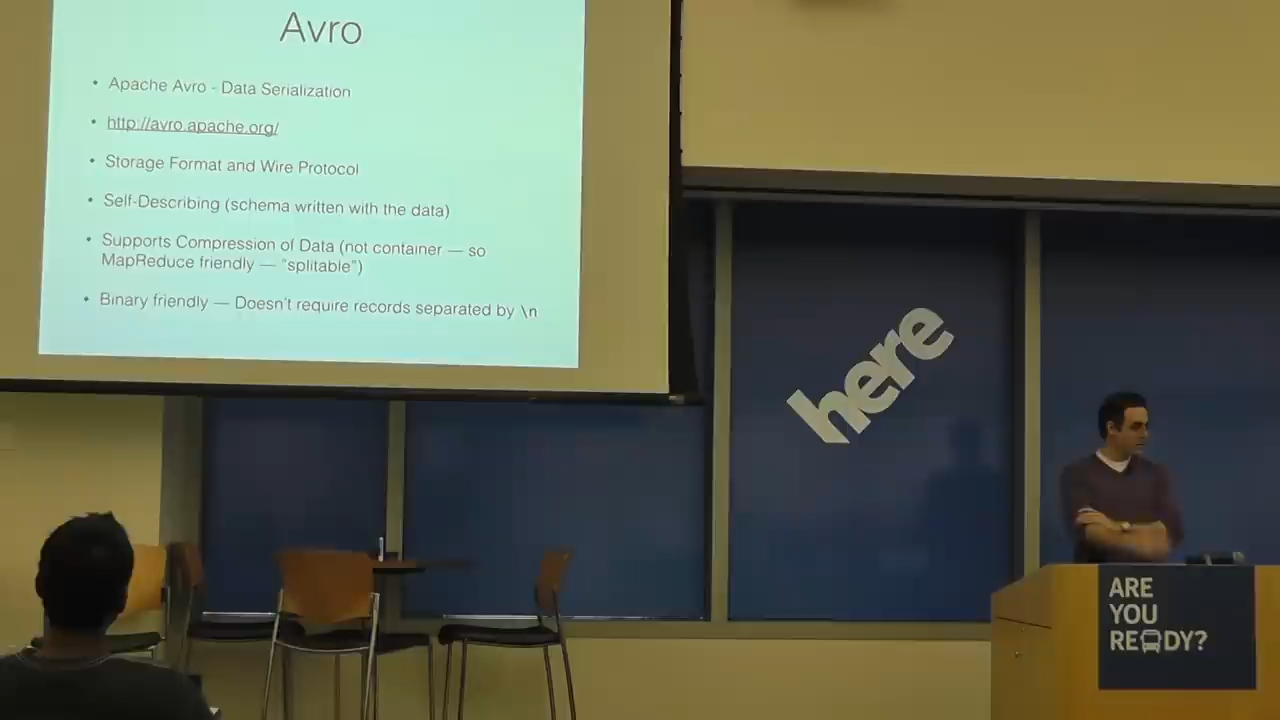 Avro
• Apache Avro - Data Serialization
• http://avro.apache.org/
• Storage Format and Wire Protocol
• Self-Describing (schema written with the data)
• Supports Compression of Data (not container — so
MapReduce friendly — "splitable")
• Binary friendly — Doesn't require records separated by \n
here
ARE
YOU
READY?